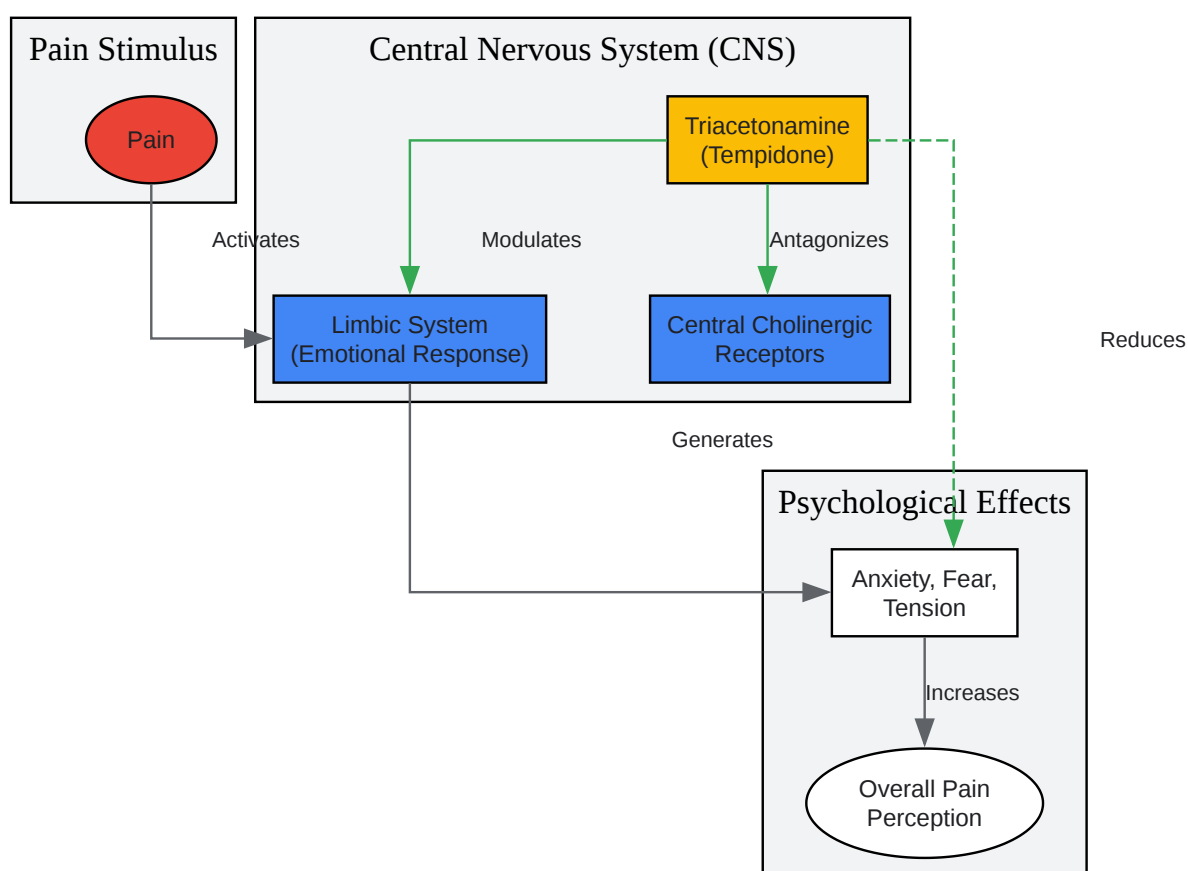 Pain Stimulus
Central Nervous System (CNS)
Pain
Triacetonamine
(Tempidone)
Activates
Modulates
Antagonizes
Limbic System
(Emotional Response)
Central Cholinergic
Receptors
Reduces
Generates
Psychological Effects
Anxiety, Fear,
Tension
Increases
Overall Pain
Perception